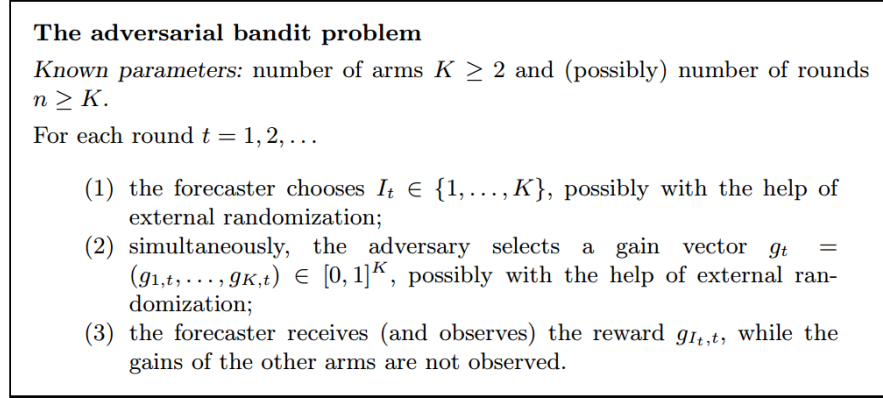 The adversarial bandit problem
Known parameters: number of arms K ≥ 2 and (possibly) number of rounds
n ≥ K.
For each round t = 1, 2, . . .
(1) the forecaster chooses I_t ∈ {1, . . . , K}, possibly with the help of
external randomization;
(2) simultaneously, the adversary selects a gain vector g_t =
(g_{1,t}, . . . , g_{K,t}) ∈ [0, 1]^K, possibly with the help of external ran-
domization;
(3) the forecaster receives (and observes) the reward g_{I_t,t}, while the
gains of the other arms are not observed.